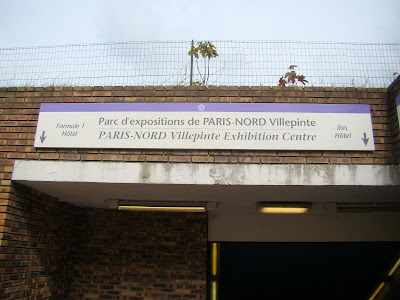 Formule 1
Hôtel
Parc d'expositions de PARIS-NORD Villepinte
PARIS-NORD Villepinte Exhibition Centre
Ibis
Hôtel